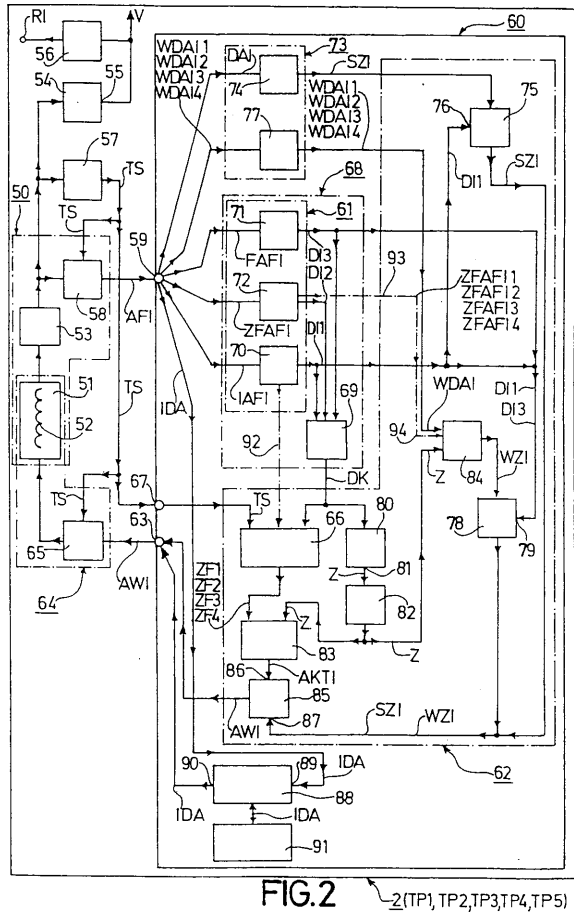 RI
V
60
56
54
55
WDAI1
WDAI2
WDAI3
WDAI4
DAI
74
73
SZI
WDAI1
WDAI2
WDAI3
WDAI4
76
75
77
57
TS
SZI
50
TS
59
68
DI1
71
61
DI3
DI2
93
58
AFI
FAFI
72
ZFAFI1
ZFAFI2
ZFAFI3
ZFAFI4
ZFAFI
53
DI1
70
DI1
DI3
IDA
IAFI
WDAI
51
52
TS
92
69
94
84
DK
Z
WZI
67
TS
78
79
TS
63
66
80
65
ZF1
ZF2
ZF3
ZF4
Z
81
AWI
82
64
Z
83
Z
86
AKTI
85
SZI
WZI
AWI
87
62
90
89
IDA
88
IDA
IDA
91
FIG.2
2(TP1,TP2,TP3,TP4,TP5)